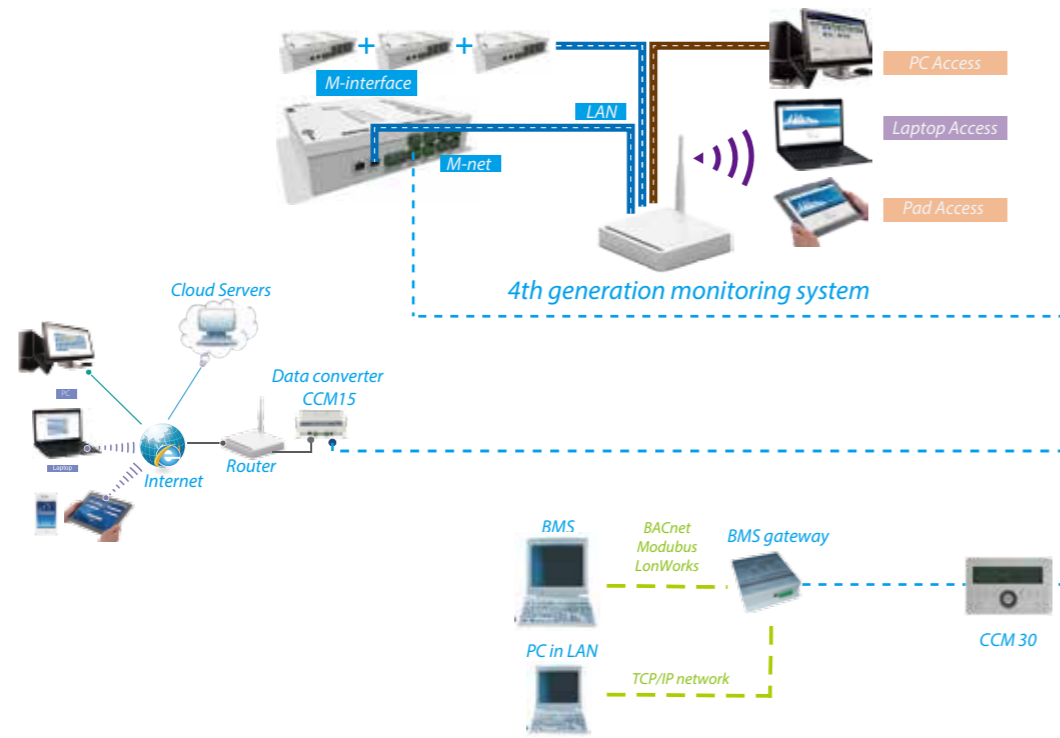 PC Access
M-interface
LAN
Laptop Access
M-net
Pad Access
4th generation monitoring system
Cloud Servers
Data converter
CCM15
PC
Laptop
Internet
Router
BMS
BACnet
Modubus
LonWorks
BMS gateway
CCM 30
PC in LAN
TCP/IP network